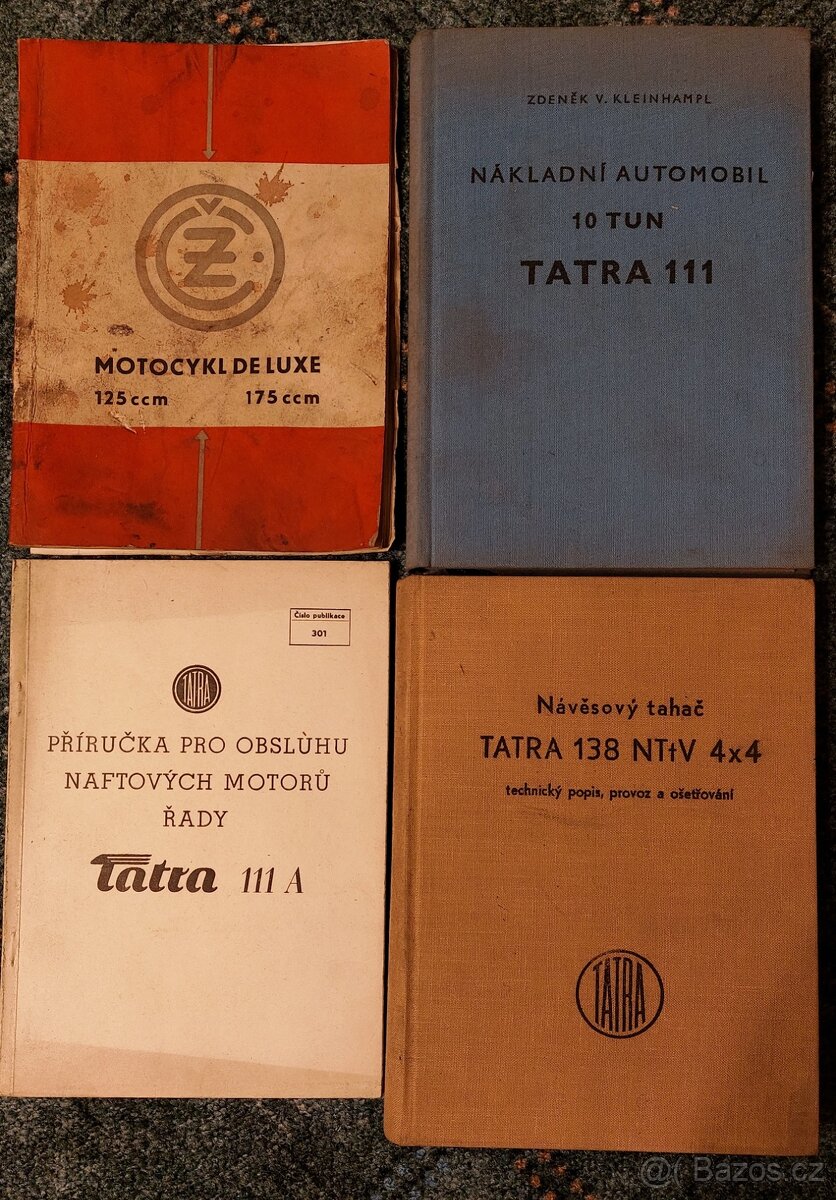 ČZ
MOTOCYKL DE LUXE
125 ccm 175 ccm
ZDENĚK V. KLEINHAMPL
NÁKLADNÍ AUTOMOBIL
10 TUN
TATRA 111
Číslo publikace
301
TATRA
PŘÍRUČKA PRO OBSLÙHU
NAFTOVÝCH MOTORŮ
ŘADY
Tatra 111 A
Návěsový tahač
TATRA 138 NTtV 4x4
technický popis, provoz a ošetřování
TATRA
Bazoš.cz